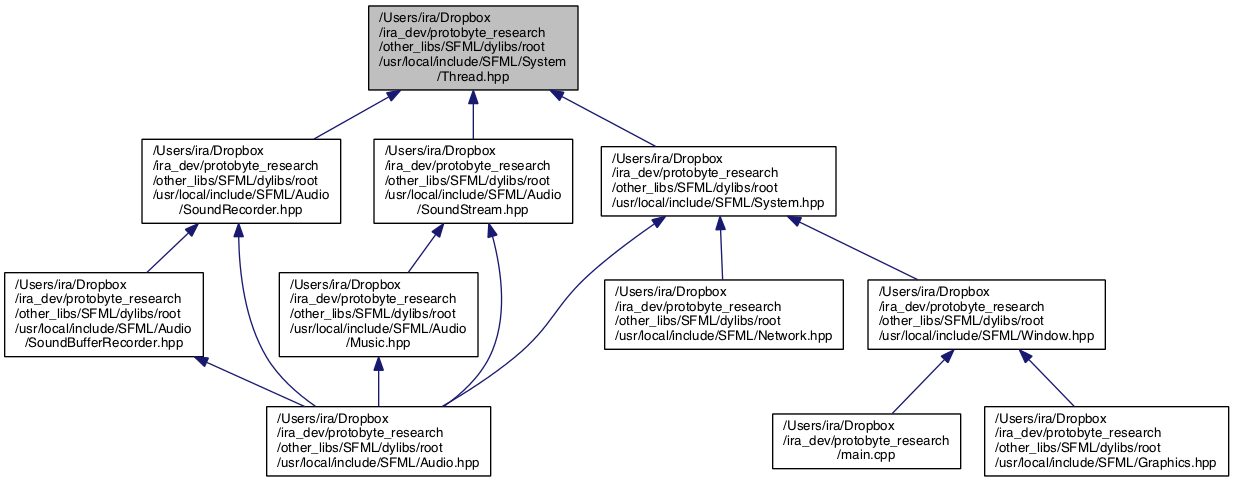 /Users/ira/Dropbox
/ira_dev/protobyte_research
/other_libs/SFML/dylibs/root
/usr/local/include/SFML/System
/Thread.hpp
/Users/ira/Dropbox
/ira_dev/protobyte_research
/other_libs/SFML/dylibs/root
/usr/local/include/SFML/Audio
/SoundRecorder.hpp
/Users/ira/Dropbox
/ira_dev/protobyte_research
/other_libs/SFML/dylibs/root
/usr/local/include/SFML/Audio
/SoundStream.hpp
/Users/ira/Dropbox
/ira_dev/protobyte_research
/other_libs/SFML/dylibs/root
/usr/local/include/SFML/System.hpp
/Users/ira/Dropbox
/ira_dev/protobyte_research
/other_libs/SFML/dylibs/root
/usr/local/include/SFML/Audio
/SoundBufferRecorder.hpp
/Users/ira/Dropbox
/ira_dev/protobyte_research
/other_libs/SFML/dylibs/root
/usr/local/include/SFML/Audio
/Music.hpp
/Users/ira/Dropbox
/ira_dev/protobyte_research
/other_libs/SFML/dylibs/root
/usr/local/include/SFML/Network.hpp
/Users/ira/Dropbox
/ira_dev/protobyte_research
/other_libs/SFML/dylibs/root
/usr/local/include/SFML/Window.hpp
/Users/ira/Dropbox
/ira_dev/protobyte_research
/other_libs/SFML/dylibs/root
/usr/local/include/SFML/Audio.hpp
/Users/ira/Dropbox
/ira_dev/protobyte_research
/main.cpp
/Users/ira/Dropbox
/ira_dev/protobyte_research
/other_libs/SFML/dylibs/root
/usr/local/include/SFML/Graphics.hpp